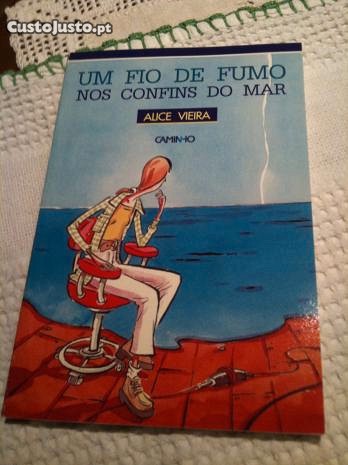 CustoJusto.pt
UM FIO DE FUMO
NOS CONFINS DO MAR
ALICE VIEIRA
CAMINHO